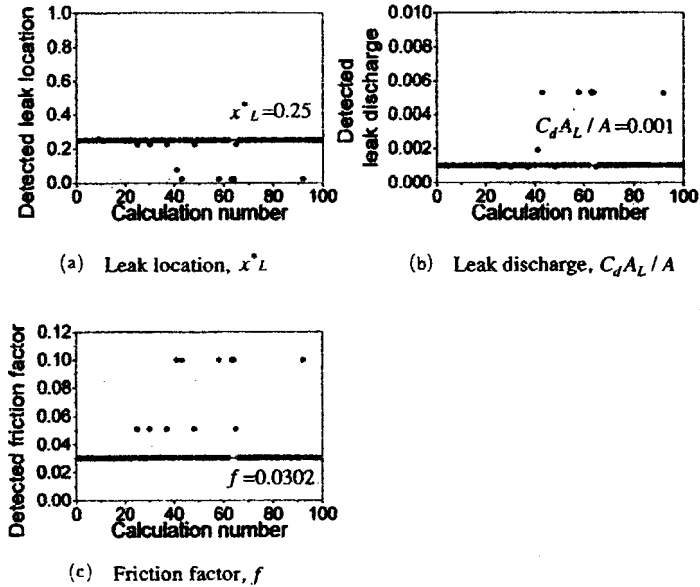 Detected leak location
1.0
0.8
0.6
0.4
0.2
0.0
x*L=0.25
0 20 40 60 80 100
Calculation number
(a) Leak location, x*L
Detected
leak discharge
0.010
0.008
0.006
0.004
0.002
0.000
CdAL / A=0.001
0 20 40 60 80 100
Calculation number
(b) Leak discharge, CdAL / A
Detected friction factor
0.12
0.10
0.08
0.06
0.04
0.02
0.00
f=0.0302
0 20 40 60 80 100
Calculation number
(c) Friction factor, f